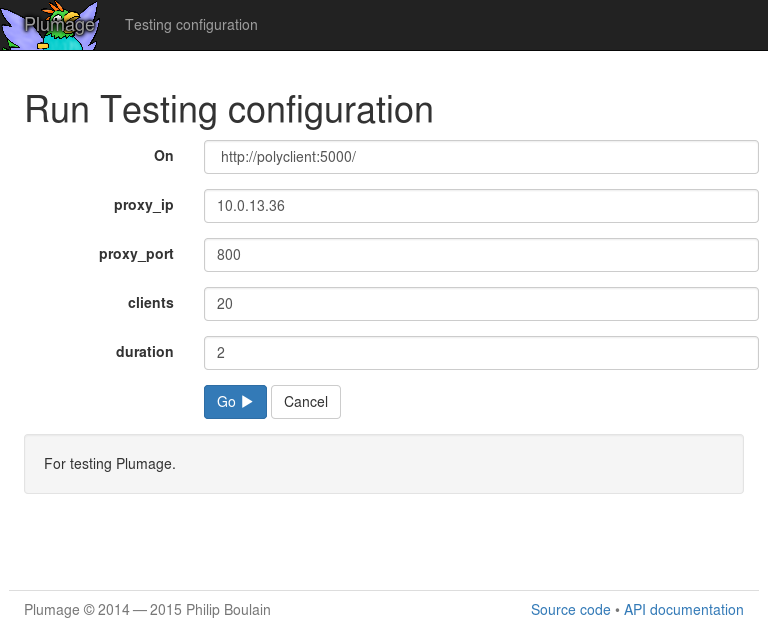 Plumage Testing configuration
Run Testing configuration
On http://polyclient:5000/
proxy_ip 10.0.13.36
proxy_port 800
clients 20
duration 2
Go Cancel
For testing Plumage.
Plumage © 2014 — 2015 Philip Boulain Source code • API documentation